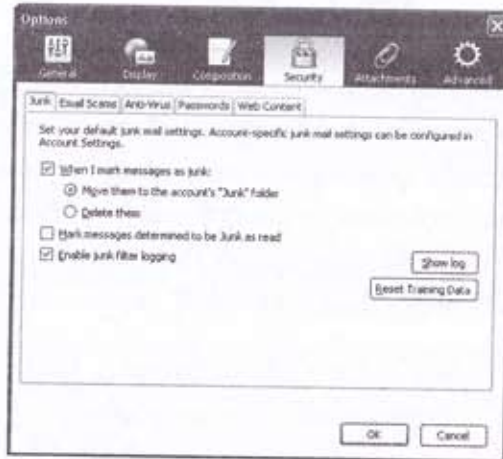 Options
General Display Composition Security Attachments Advanced
Junk Email Scams Anti-Virus Passwords Web Content
Set your default junk mail settings. Account-specific junk mail settings can be configured in
Account Settings.
When I mark messages as junk:
Move them to the account's "Junk" folder
Delete them
Mark messages determined to be Junk as read
Enable junk filter logging
Show log
Reset Training Data
OK Cancel